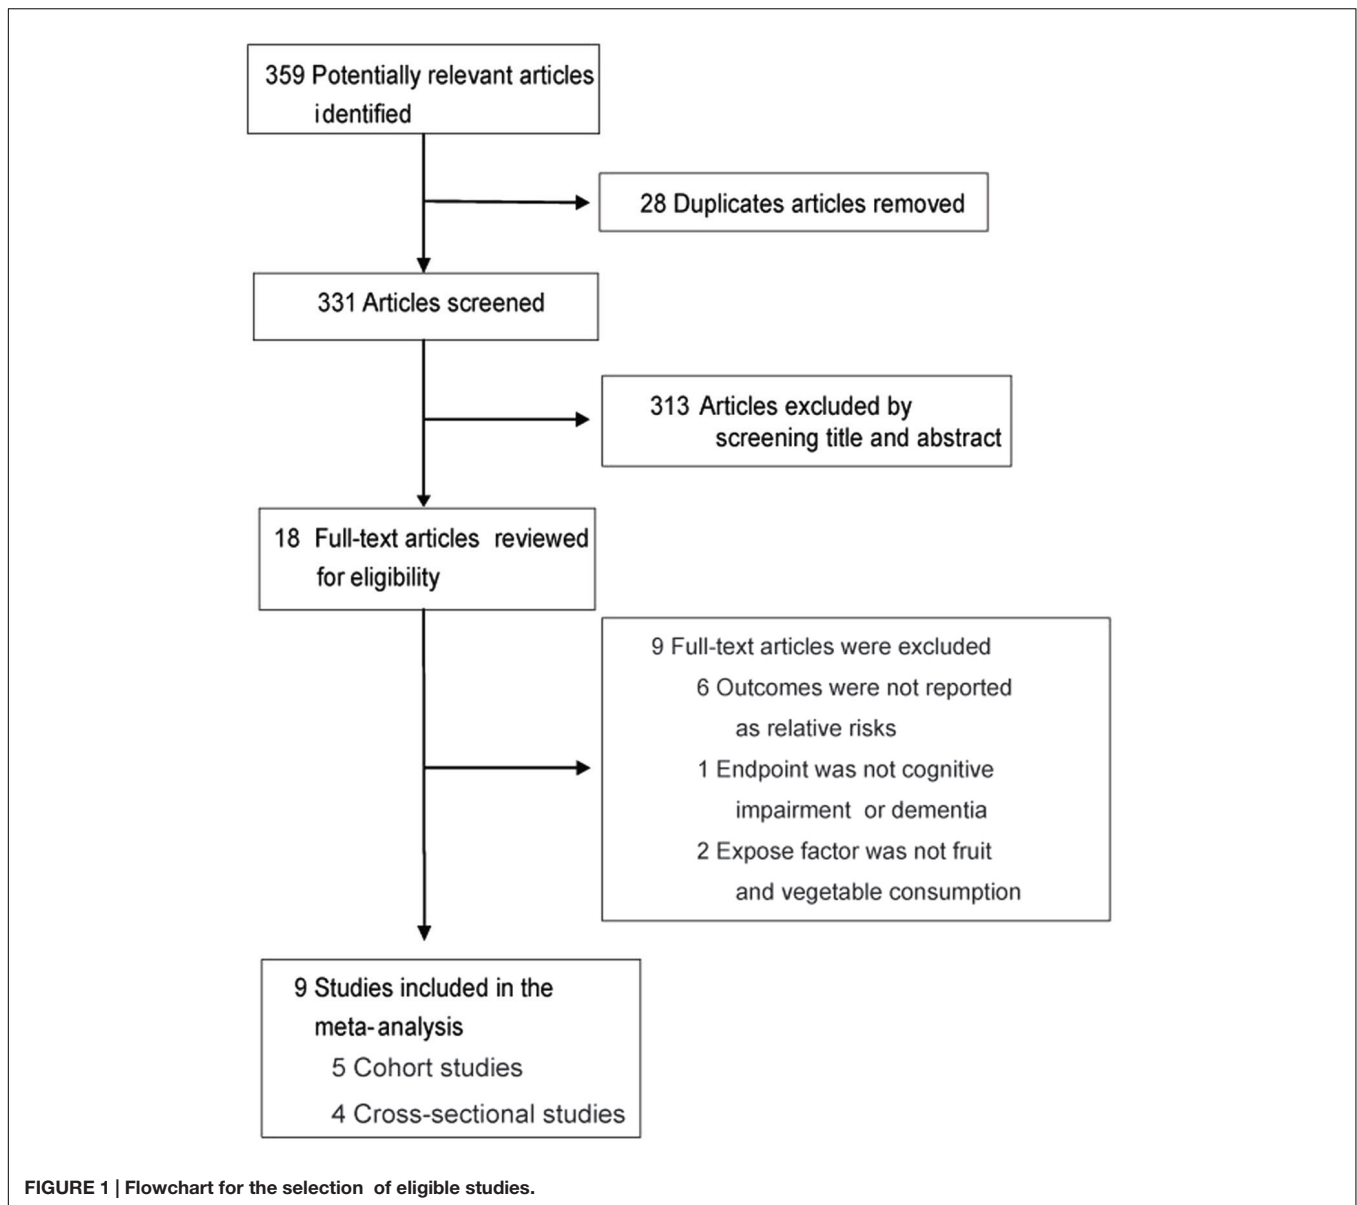 359 Potentially relevant articles
identified
28 Duplicates articles removed
331 Articles screened
313 Articles excluded by
screening title and abstract
18 Full-text articles reviewed
for eligibility
9 Full-text articles were excluded
6 Outcomes were not reported
as relative risks
1 Endpoint was not cognitive
impairment or dementia
2 Expose factor was not fruit
and vegetable consumption
9 Studies included in the
meta-analysis
5 Cohort studies
4 Cross-sectional studies
FIGURE 1 | Flowchart for the selection of eligible studies.